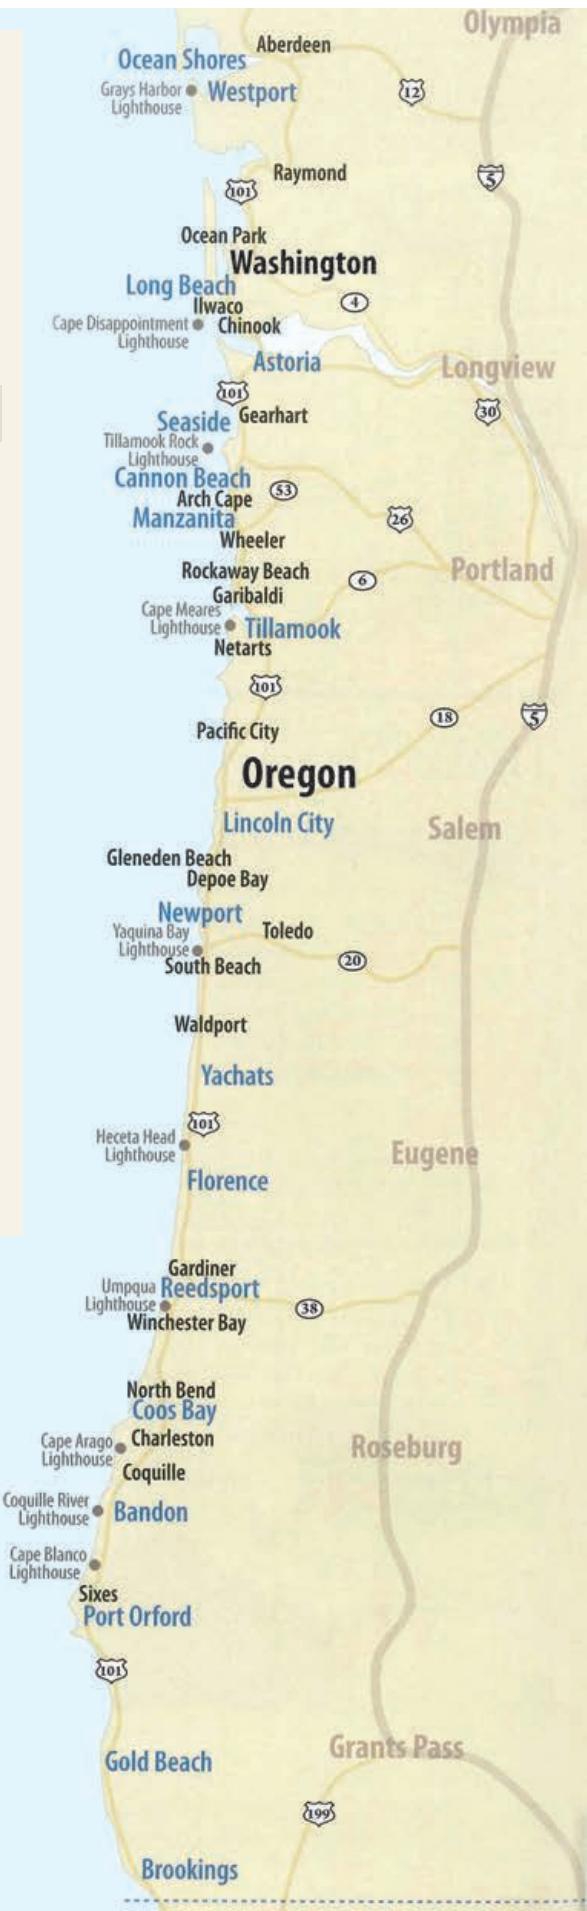 Olympia
Aberdeen
Ocean Shores
Grays Harbor
Lighthouse
Westport
12
Raymond
5
101
Ocean Park
Washington
Long Beach
4
Ilwaco
Cape Disappointment
Lighthouse
Chinook
Astoria
Longview
101
30
Gearhart
Seaside
Tillamook Rock
Lighthouse
Cannon Beach
53
Arch Cape
Manzanita
26
Wheeler
Rockaway Beach
6
Portland
Garibaldi
Cape Meares
Lighthouse
Tillamook
Netarts
101
18
5
Pacific City
Oregon
Lincoln City
Salem
Gleneden Beach
Depoe Bay
Newport
Yaquina Bay
Lighthouse
Toledo
20
South Beach
Waldport
Yachats
101
Heceta Head
Lighthouse
Eugene
Florence
Gardiner
Umpqua
Lighthouse
Reedsport
38
Winchester Bay
North Bend
Coos Bay
Cape Arago
Lighthouse
Charleston
Roseburg
Coquille
Coquille River
Lighthouse
Bandon
Cape Blanco
Lighthouse
Sixes
Port Orford
101
Grants Pass
Gold Beach
199
Brookings